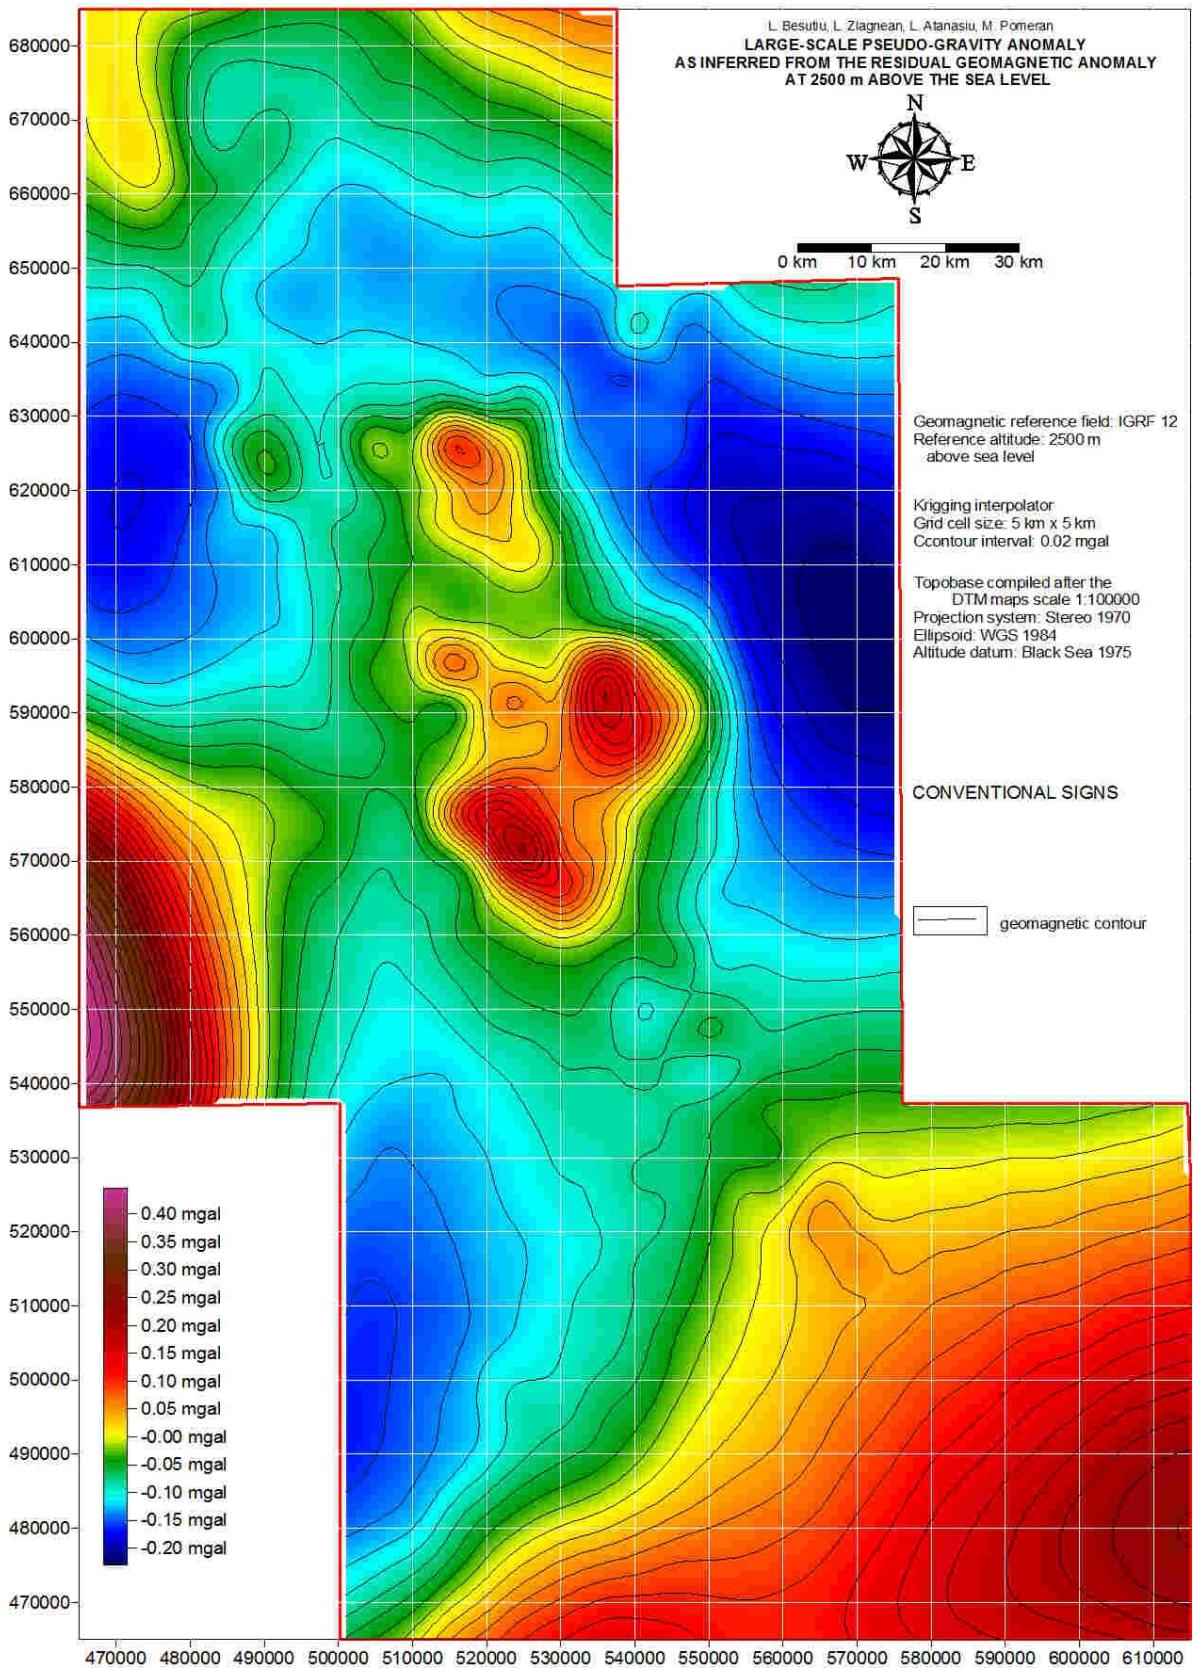 L. Besutiu, L. Zlagnean, L. Atanasiu, M. Pomeran
LARGE-SCALE PSEUDO-GRAVITY ANOMALY
AS INFERRED FROM THE RESIDUAL GEOMAGNETIC ANOMALY
AT 2500 m ABOVE THE SEA LEVEL
N
W
E
S
0 km 10 km 20 km 30 km
Geomagnetic reference field: IGRF 12
Reference altitude: 2500 m
above sea level
Krigging interpolator
Grid cell size: 5 km x 5 km
Ccontour interval: 0.02 mgal
Topobase compiled after the
DTM maps scale 1:100000
Projection system: Stereo 1970
Ellipsoid: WGS 1984
Altitude datum: Black Sea 1975
CONVENTIONAL SIGNS
geomagnetic contour
680000
670000
660000
650000
640000
630000
620000
610000
600000
590000
580000
570000
560000
550000
540000
530000
520000
510000
500000
490000
480000
470000
0.40 mgal
0.35 mgal
0.30 mgal
0.25 mgal
0.20 mgal
0.15 mgal
0.10 mgal
0.05 mgal
-0.00 mgal
-0.05 mgal
-0.10 mgal
-0.15 mgal
-0.20 mgal
470000 480000 490000 500000 510000 520000 530000 540000 550000 560000 570000 580000 590000 600000 610000